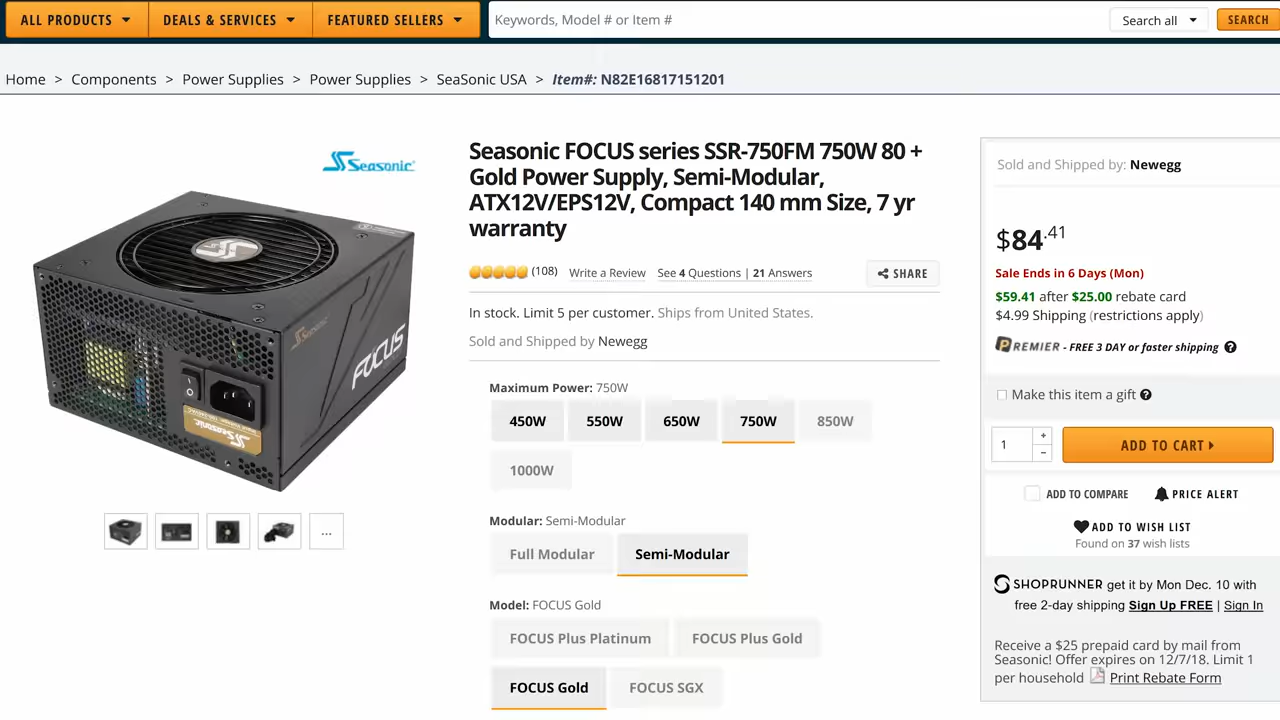 ALL PRODUCTS
DEALS & SERVICES
FEATURED SELLERS
Keywords, Model # or Item #
Search all
SEARCH
Home > Components > Power Supplies > Power Supplies > SeaSonic USA > Item#: N82E16817151201
Seasonic
Seasonic
FOCUS
Seasonic
Seasonic FOCUS series SSR-750FM 750W 80 +
Gold Power Supply, Semi-Modular,
ATX12V/EPS12V, Compact 140 mm Size, 7 yr
warranty
(108) Write a Review See 4 Questions | 21 Answers
SHARE
In stock. Limit 5 per customer. Ships from United States.
Sold and Shipped by Newegg
Maximum Power: 750W
450W 550W 650W 750W 850W
1000W
Modular: Semi-Modular
Full Modular Semi-Modular
Model: FOCUS Gold
FOCUS Plus Platinum FOCUS Plus Gold
FOCUS Gold FOCUS SGX
...
Sold and Shipped by: Newegg
$84.41
Sale Ends in 6 Days (Mon)
$59.41 after $25.00 rebate card
$4.99 Shipping (restrictions apply)
PREMIER - FREE 3 DAY or faster shipping ?
Make this item a gift ?
1 + −
ADD TO CART
ADD TO COMPARE PRICE ALERT
ADD TO WISH LIST
Found on 37 wish lists
SHOPRUNNER get it by Mon Dec. 10 with
free 2-day shipping Sign Up FREE | Sign In
Receive a $25 prepaid card by mail from
Seasonic! Offer expires on 12/7/18. Limit 1
per household Print Rebate Form